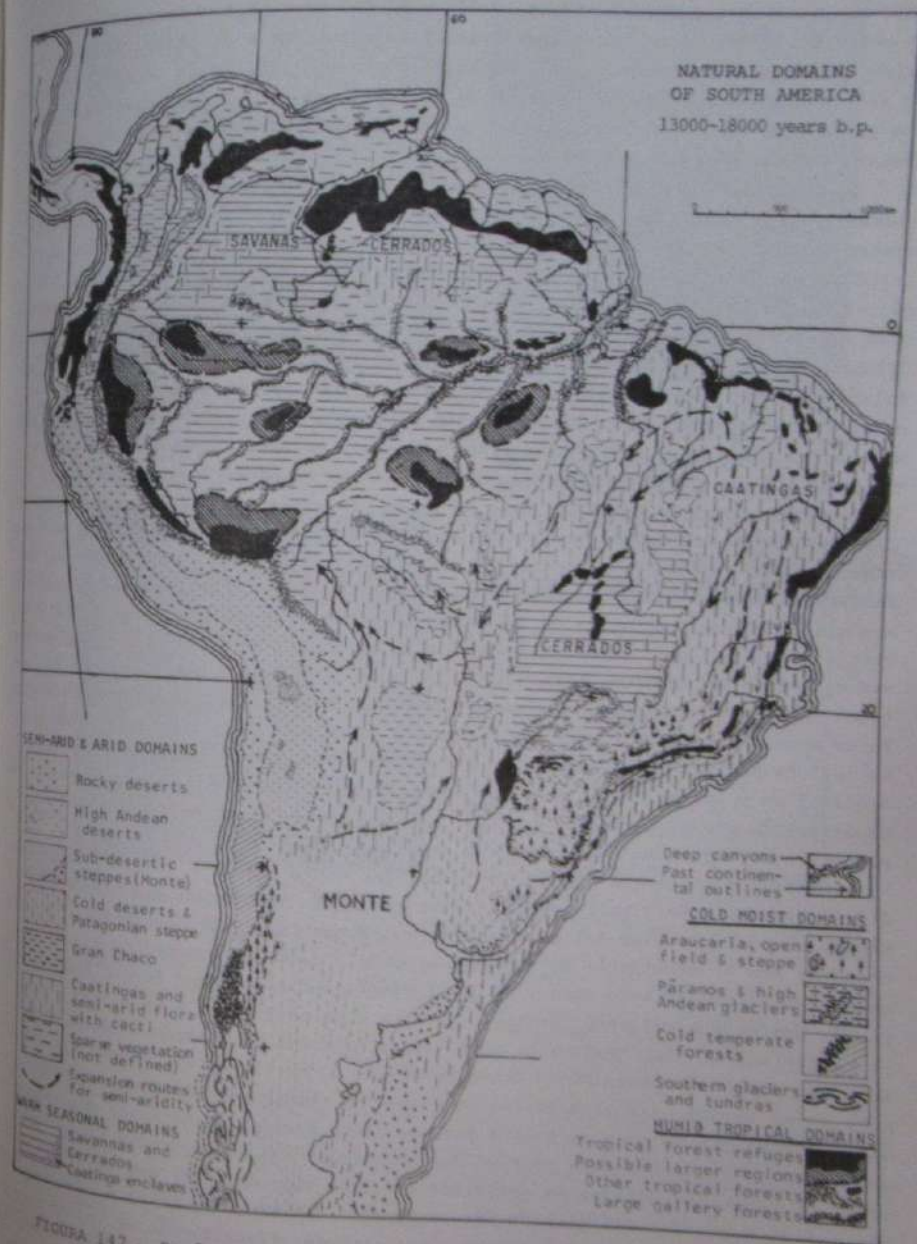 80
60
NATURAL DOMAINS
OF SOUTH AMERICA
13000-18000 years b.p.
SAVANAS
CERRADOS
0
CAATINGAS
CERRADOS
20
SEMI-ARID & ARID DOMAINS
Rocky deserts
High Andean
deserts
Sub-desertic
steppes (Monte)
Cold deserts &
Patagonian steppe
Gran Chaco
Caatingas and
semi-arid flora
with cacti
Sparse vegetation
(not defined)
Expansion routes
for semi-aridity
WARM SEASONAL DOMAINS
Savannas and
Cerrados
Caatinga enclaves
MONTE
Deep canyons
Past continen-
tal outlines
COLD MOIST DOMAINS
Araucaria, open
field & steppe
Páramos & high
Andean glaciers
Cold temperate
forests
Southern glaciers
and tundras
HUMID TROPICAL DOMAINS
Tropical forest refuges
Possible larger regions
Other tropical forests
Large gallery forests
FIGURA 147